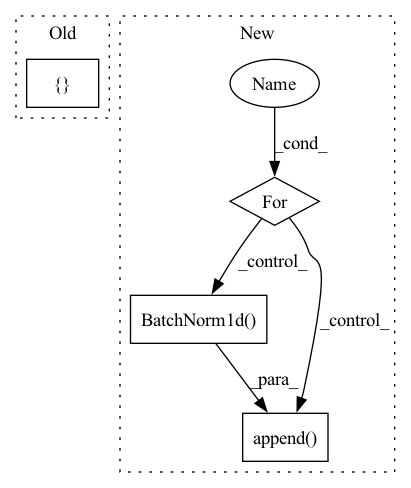 Old
New
{}
Name
_cond_
For
_control_
BatchNorm1d()
_control_
_para_
append()